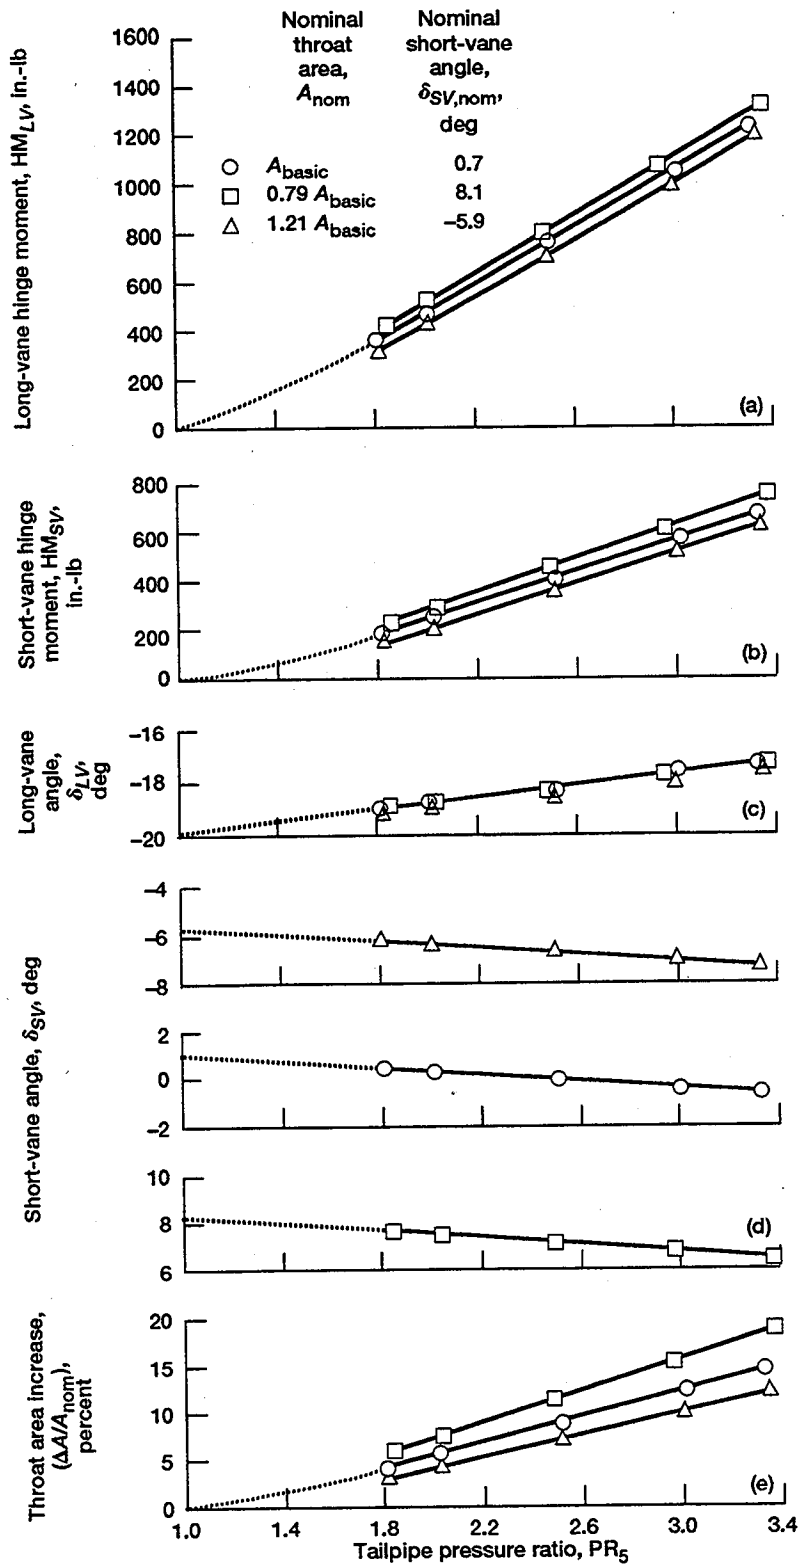 Nominal throat area, A_nom
Nominal short-vane angle, δ_SV,nom, deg
A_basic 0.7
0.79 A_basic 8.1
1.21 A_basic −5.9
Long-vane hinge moment, HM_LV, in.-lb
1600
1400
1200
1000
800
600
400
200
0
(a)
Short-vane hinge moment, HM_SV, in.-lb
800
600
400
200
0
(b)
Long-vane angle, δ_LV, deg
−16
−18
−20
(c)
Short-vane angle, δ_SV, deg
−4
−6
−8
2
0
−2
10
8
6
(d)
Throat area increase, (ΔA/A_nom), percent
20
15
10
5
0
(e)
1.0 1.4 1.8 2.2 2.6 3.0 3.4
Tailpipe pressure ratio, PR_5